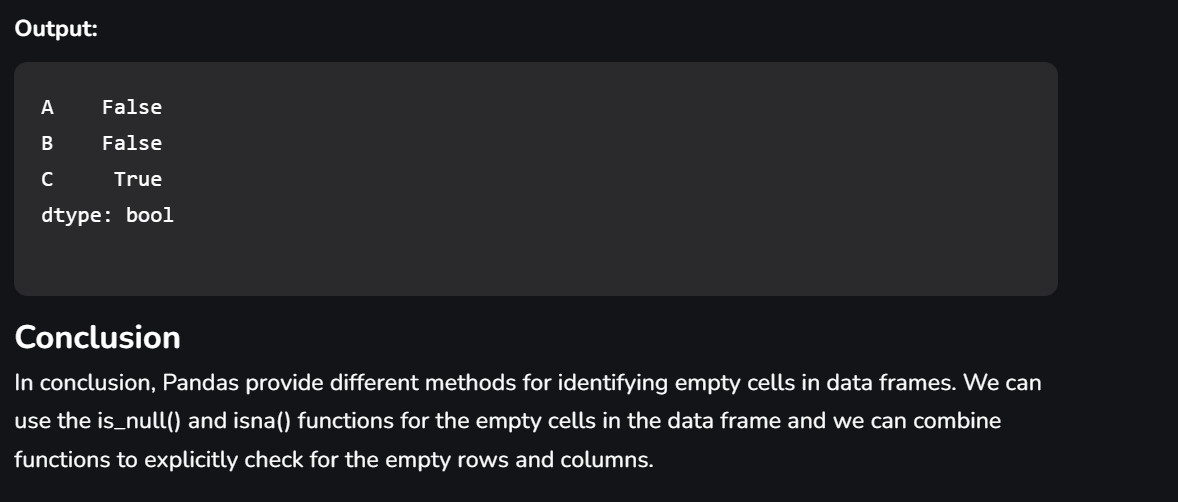 Output:
A    False
B    False
C     True
dtype: bool
Conclusion
In conclusion, Pandas provide different methods for identifying empty cells in data frames. We can
use the is_null() and isna() functions for the empty cells in the data frame and we can combine
functions to explicitly check for the empty rows and columns.